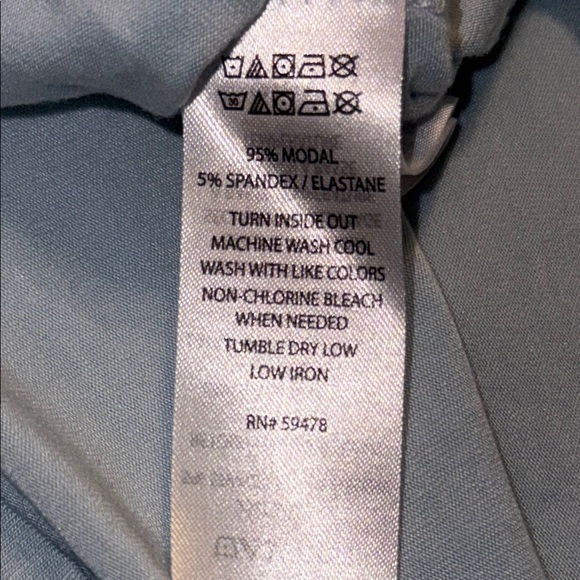 30
95% MODAL
5% SPANDEX / ELASTANE
TURN INSIDE OUT
MACHINE WASH COOL
WASH WITH LIKE COLORS
NON-CHLORINE BLEACH
WHEN NEEDED
TUMBLE DRY LOW
LOW IRON
RN# 59478